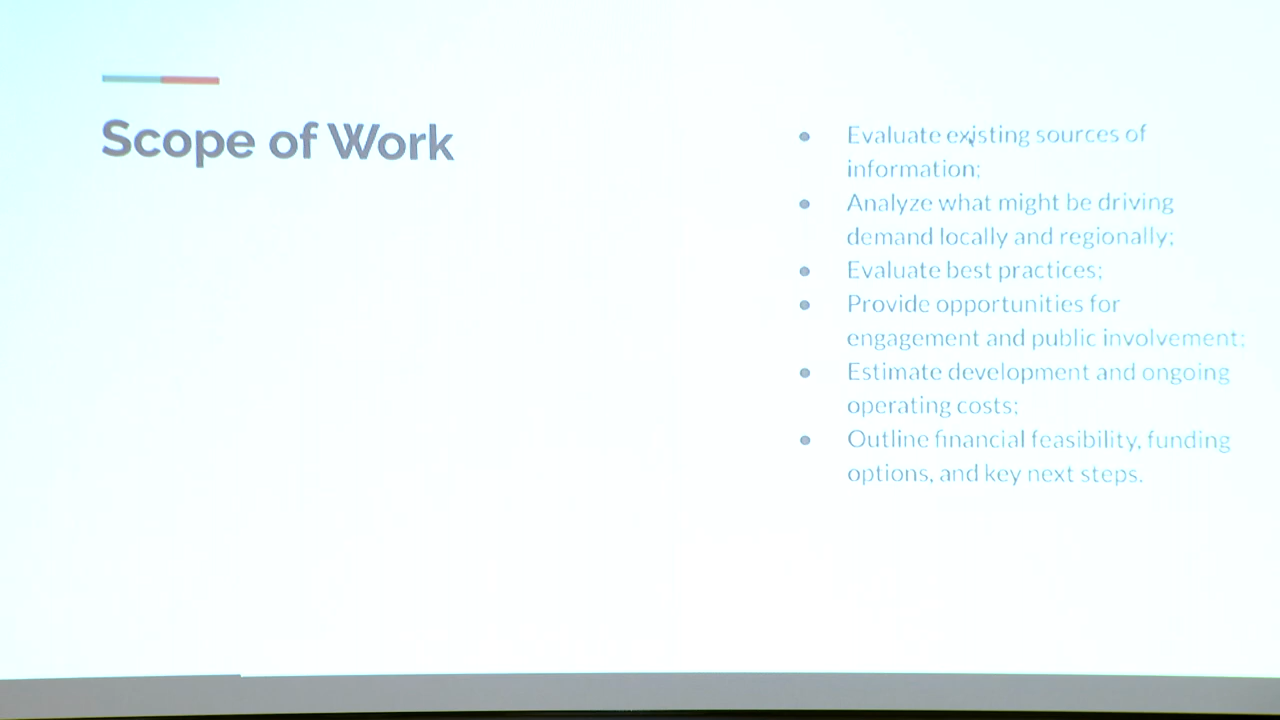 Scope of Work
• Evaluate existing sources of
information;
• Analyze what might be driving
demand locally and regionally;
• Evaluate best practices;
• Provide opportunities for
engagement and public involvement;
• Estimate development and ongoing
operating costs;
• Outline financial feasibility, funding
options, and key next steps.